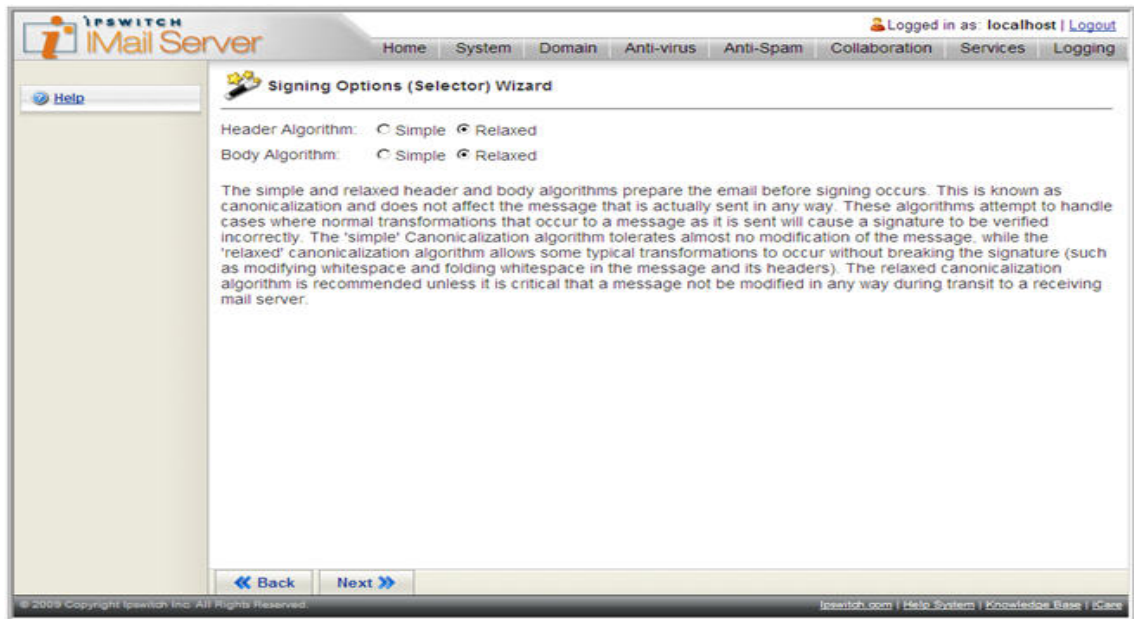 IPSWITCH
IMail Server
Logged in as: localhost | Logout
Home System Domain Anti-virus Anti-Spam Collaboration Services Logging
Help
Signing Options (Selector) Wizard
Header Algorithm: Simple Relaxed
Body Algorithm: Simple Relaxed
The simple and relaxed header and body algorithms prepare the email before signing occurs. This is known as
canonicalization and does not affect the message that is actually sent in any way. These algorithms attempt to handle
cases where normal transformations that occur to a message as it is sent will cause a signature to be verified
incorrectly. The 'simple' Canonicalization algorithm tolerates almost no modification of the message, while the
'relaxed' canonicalization algorithm allows some typical transformations to occur without breaking the signature (such
as modifying whitespace and folding whitespace in the message and its headers). The relaxed canonicalization
algorithm is recommended unless it is critical that a message not be modified in any way during transit to a receiving
mail server.
Back Next
© 2009 Copyright Ipswitch Inc. All Rights Reserved.
Ipswitch.com | Help System | Knowledge Base | iCare